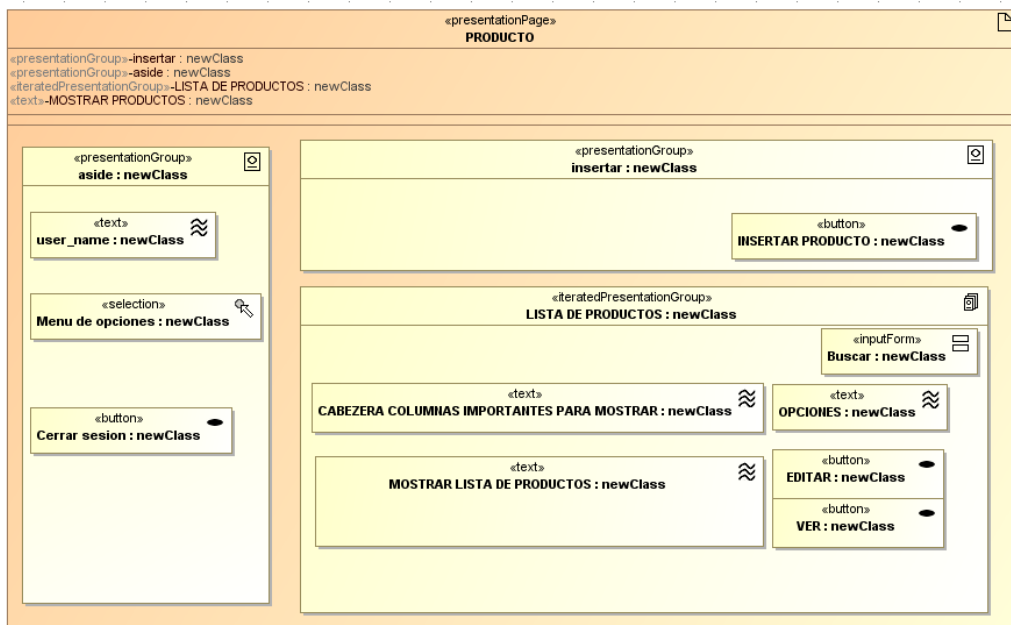 «presentationPage»
PRODUCTO
«presentationGroup»-insertar : newClass
«presentationGroup»-aside : newClass
«iteratedPresentationGroup»-LISTA DE PRODUCTOS : newClass
«text»-MOSTRAR PRODUCTOS : newClass
«presentationGroup»
aside : newClass
«text»
user_name : newClass
«selection»
Menu de opciones : newClass
«button»
Cerrar sesion : newClass
«presentationGroup»
insertar : newClass
«button»
INSERTAR PRODUCTO : newClass
«iteratedPresentationGroup»
LISTA DE PRODUCTOS : newClass
«inputForm»
Buscar : newClass
«text»
CABEZERA COLUMNAS IMPORTANTES PARA MOSTRAR : newClass
«text»
OPCIONES : newClass
«text»
MOSTRAR LISTA DE PRODUCTOS : newClass
«button»
EDITAR : newClass
«button»
VER : newClass